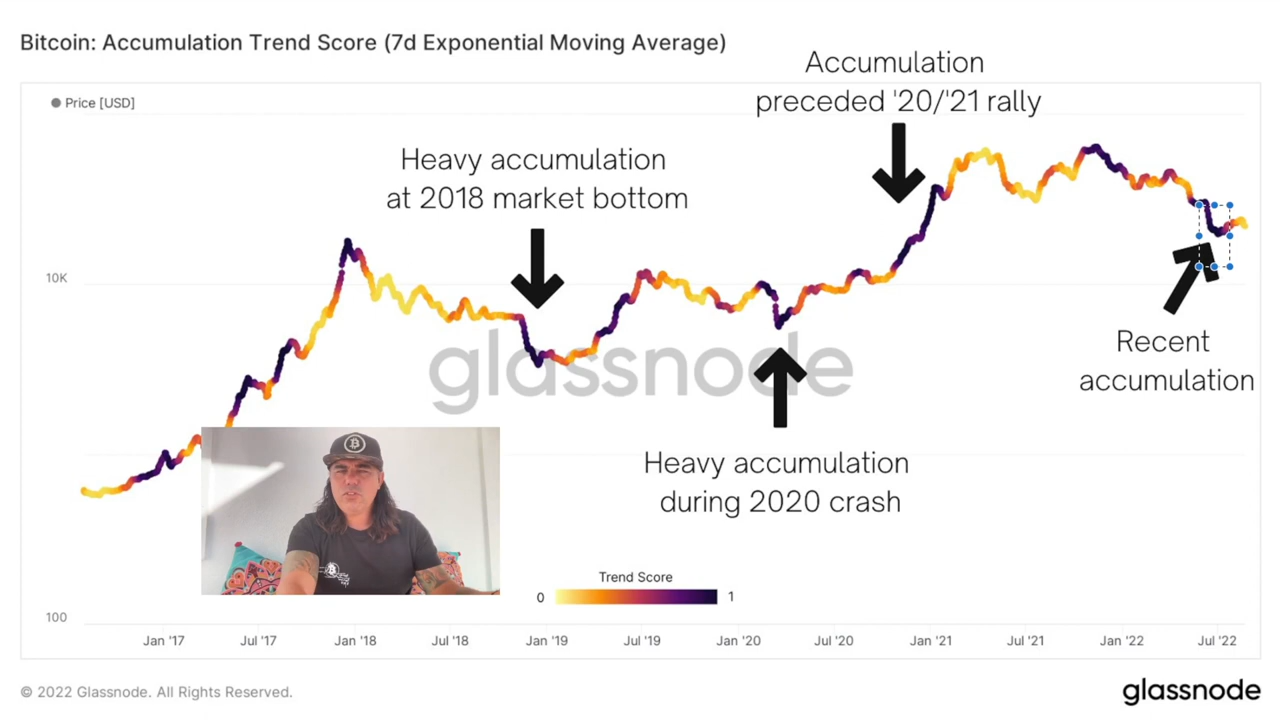 Bitcoin: Accumulation Trend Score (7d Exponential Moving Average)
Price [USD]
Accumulation
preceded '20/'21 rally
Heavy accumulation
at 2018 market bottom
10K
glassnode
Recent
accumulation
Heavy accumulation
during 2020 crash
Trend Score
0
1
100
Jan '17
Jul '17
Jan '18
Jul '18
Jan '19
Jul '19
Jan '20
Jul '20
Jan '21
Jul '21
Jan '22
Jul '22
© 2022 Glassnode. All Rights Reserved.
glassnode